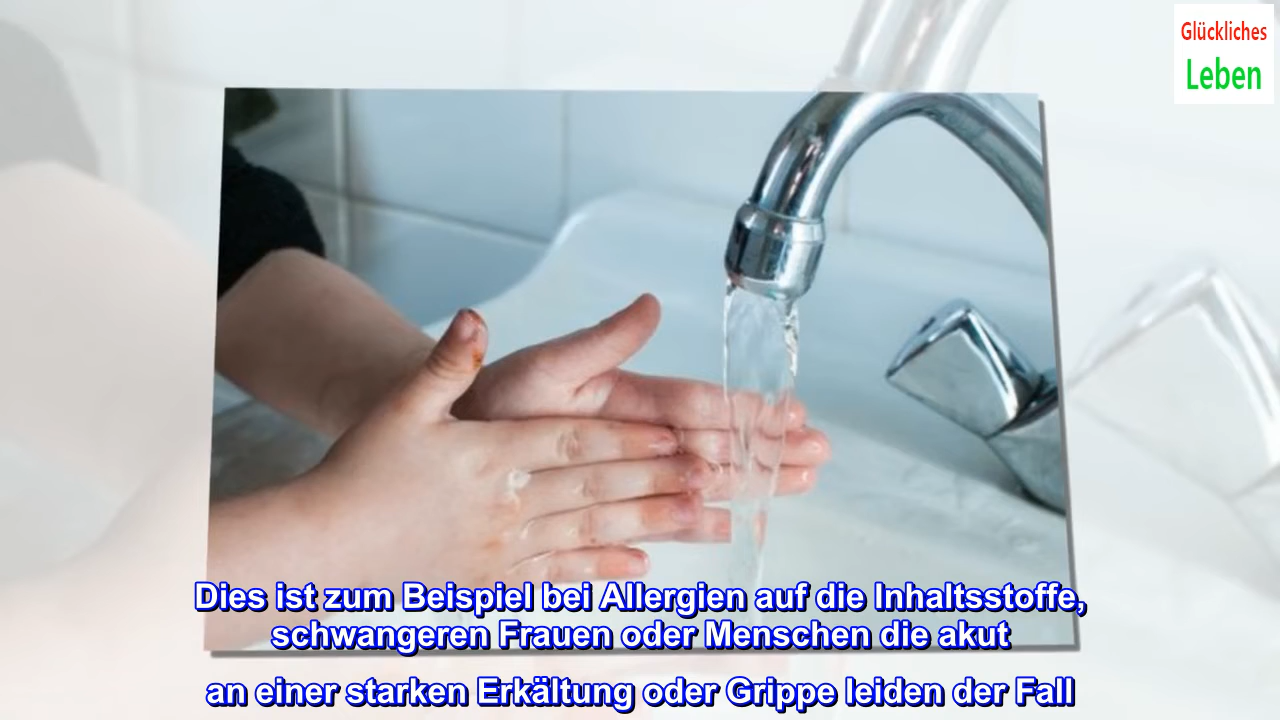 Glückliches
Leben
Dies ist zum Beispiel bei Allergien auf die Inhaltsstoffe,
schwangeren Frauen oder Menschen die akut
an einer starken Erkältung oder Grippe leiden der Fall